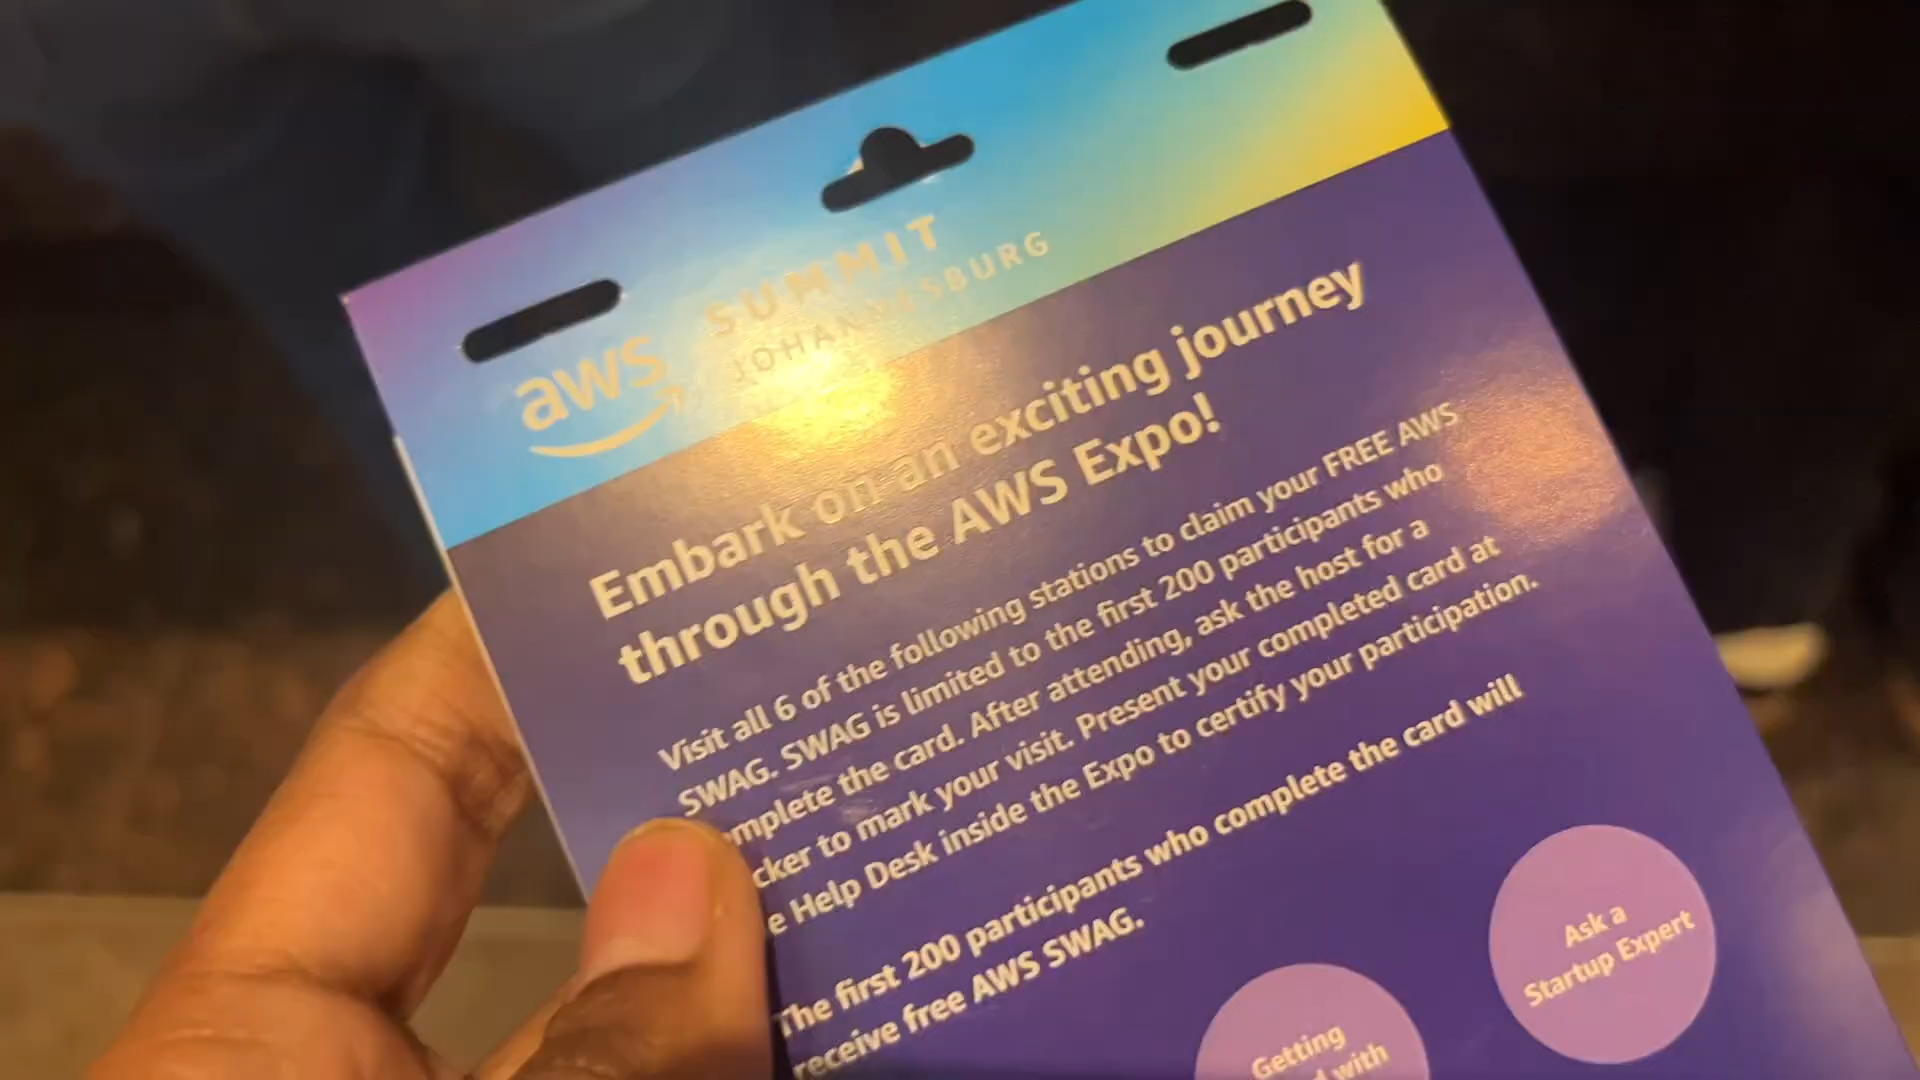 aws SUMMIT
JOHANNESBURG
Embark on an exciting journey
through the AWS Expo!
Visit all 6 of the following stations to claim your FREE AWS
SWAG. SWAG is limited to the first 200 participants who
mplete the card. After attending, ask the host for a
cker to mark your visit. Present your completed card at
e Help Desk inside the Expo to certify your participation.
The first 200 participants who complete the card will
receive free AWS SWAG.
Ask a
Startup Expert
Getting
d with